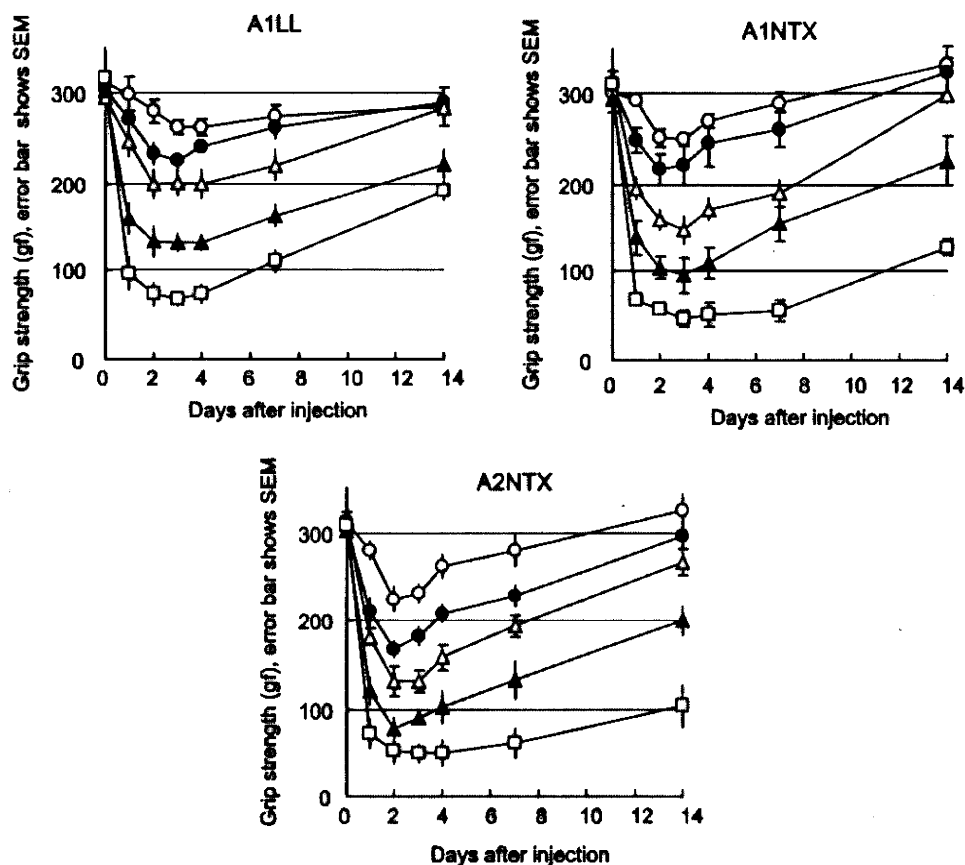 A1LL
Grip strength (gf), error bar shows SEM
300
200
100
0
0 2 4 6 8 10 12 14
Days after injection
A1NTX
Grip strength (gf), error bar shows SEM
300
200
100
0
0 2 4 6 8 10 12 14
Days after injection
A2NTX
Grip strength (gf), error bar shows SEM
300
200
100
0
0 2 4 6 8 10 12 14
Days after injection